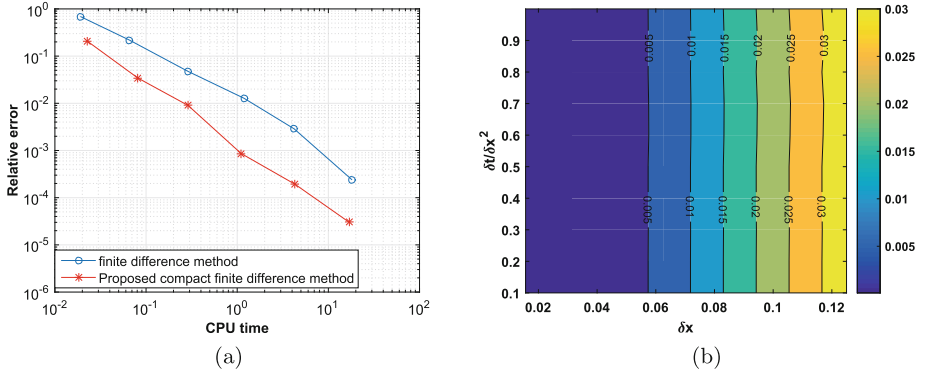 10^0
10^-1
10^-2
10^-3
10^-4
10^-5
10^-6
Relative error
finite difference method
Proposed compact finite difference method
10^-2 10^-1 10^0 10^1 10^2
CPU time
(a)
0.9
0.8
0.7
0.6
0.5
0.4
0.3
0.2
0.1
δt/δx^2
0.005 0.01 0.015 0.02 0.025 0.03
0.005 0.01 0.015 0.02 0.025 0.03
0.02 0.04 0.06 0.08 0.1 0.12
δx
0.03
0.025
0.02
0.015
0.01
0.005
(b)